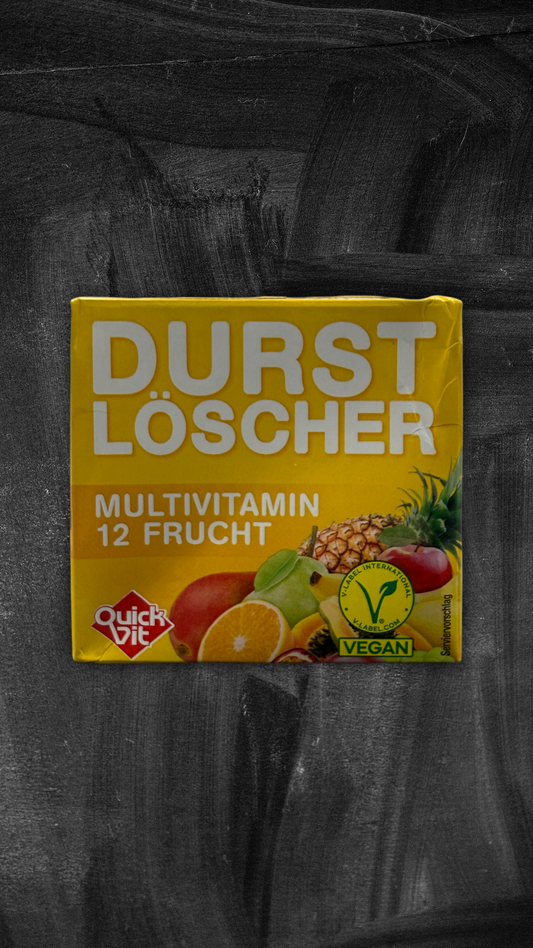 DURST
LÖSCHER
MULTIVITAMIN
12 FRUCHT
Quick
Vit
V-LABEL INTERNATIONAL
V-LABEL.COM
VEGAN
Serviervorschlag